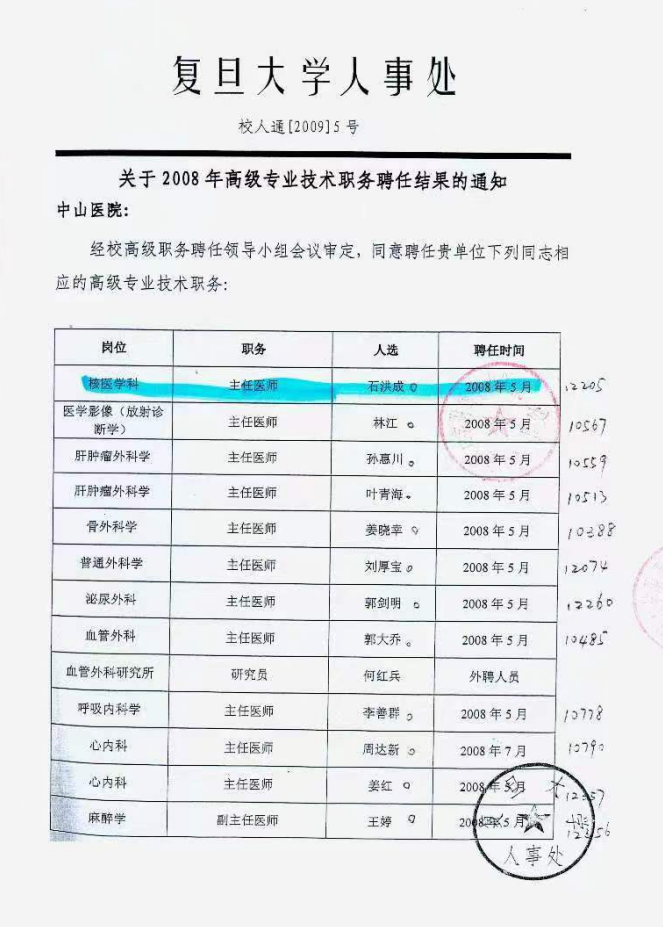 复旦大学人事处
校人通[2009]5号
关于2008年高级专业技术职务聘任结果的通知
中山医院：
经校高级职务聘任领导小组会议审定，同意聘任贵单位下列同志相
应的高级专业技术职务：
岗位 职务 人选 聘任时间
核医学科 主任医师 石洪成 2008年5月 12205
医学影像（放射诊
断学） 主任医师 林江 2008年5月 10567
肝肿瘤外科学 主任医师 孙惠川 2008年5月 10559
肝肿瘤外科学 主任医师 叶青海 2008年5月 10513
骨外科学 主任医师 姜晓幸 2008年5月 10388
普通外科学 主任医师 刘厚宝 2008年5月 12074
泌尿外科 主任医师 郭剑明 2008年5月 12260
血管外科 主任医师 郭大乔 2008年5月 10485
血管外科研究所 研究员 何红兵 外聘人员
呼吸内科学 主任医师 李善群 2008年5月 10778
心内科 主任医师 周达新 2008年7月 10790
心内科 主任医师 姜红 2008年5月
麻醉学 副主任医师 王婷 2008年5月
人事处